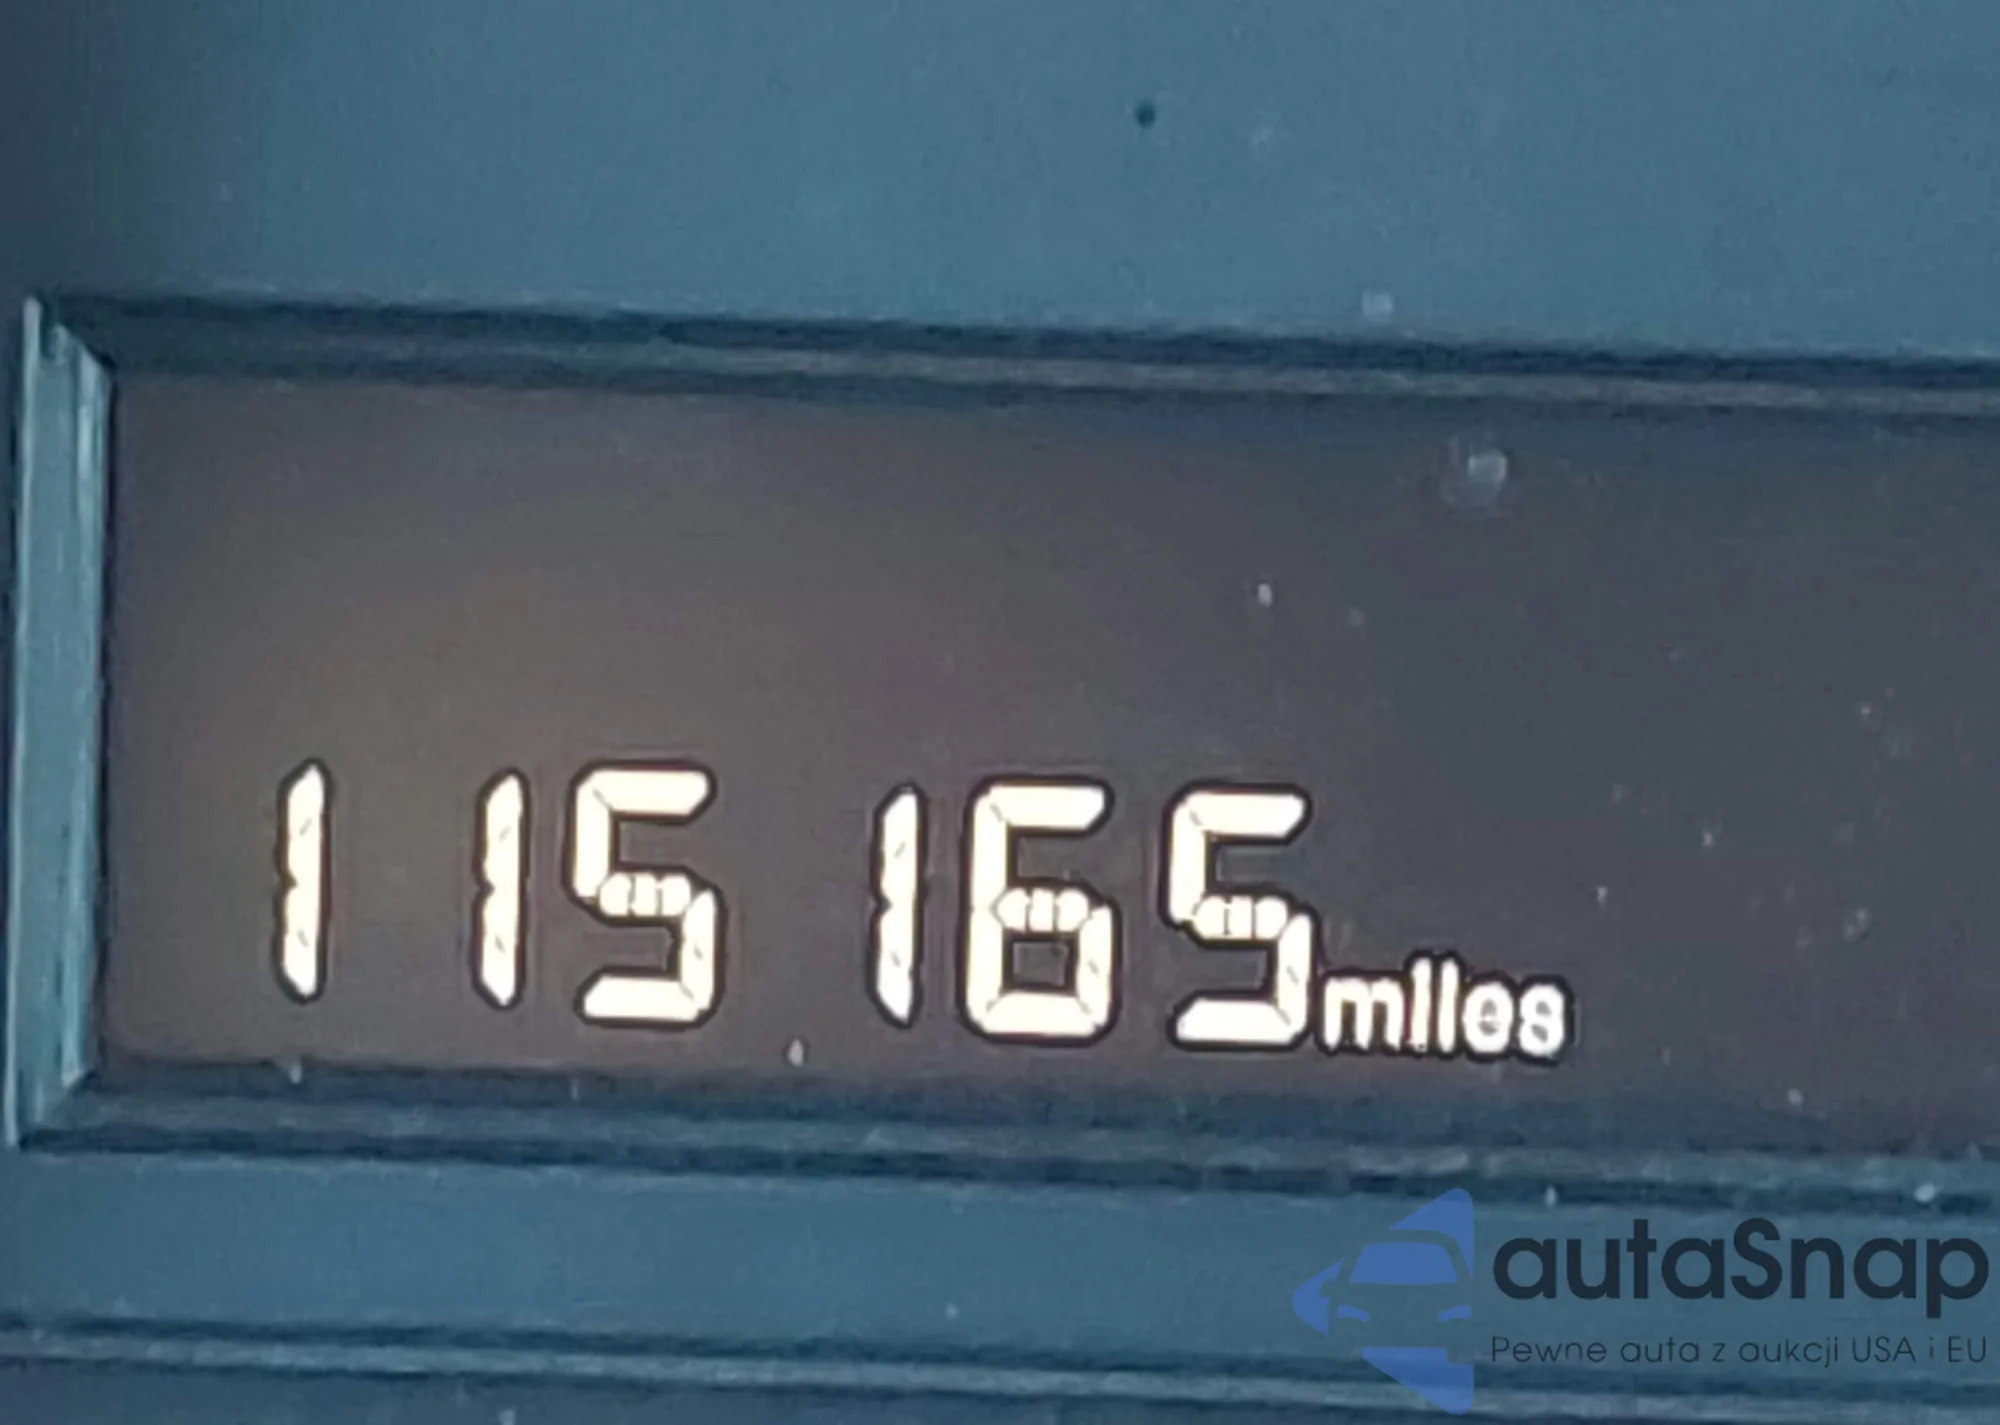 115165 miles
autaSnap
Pewne auta z aukcji USA i EU